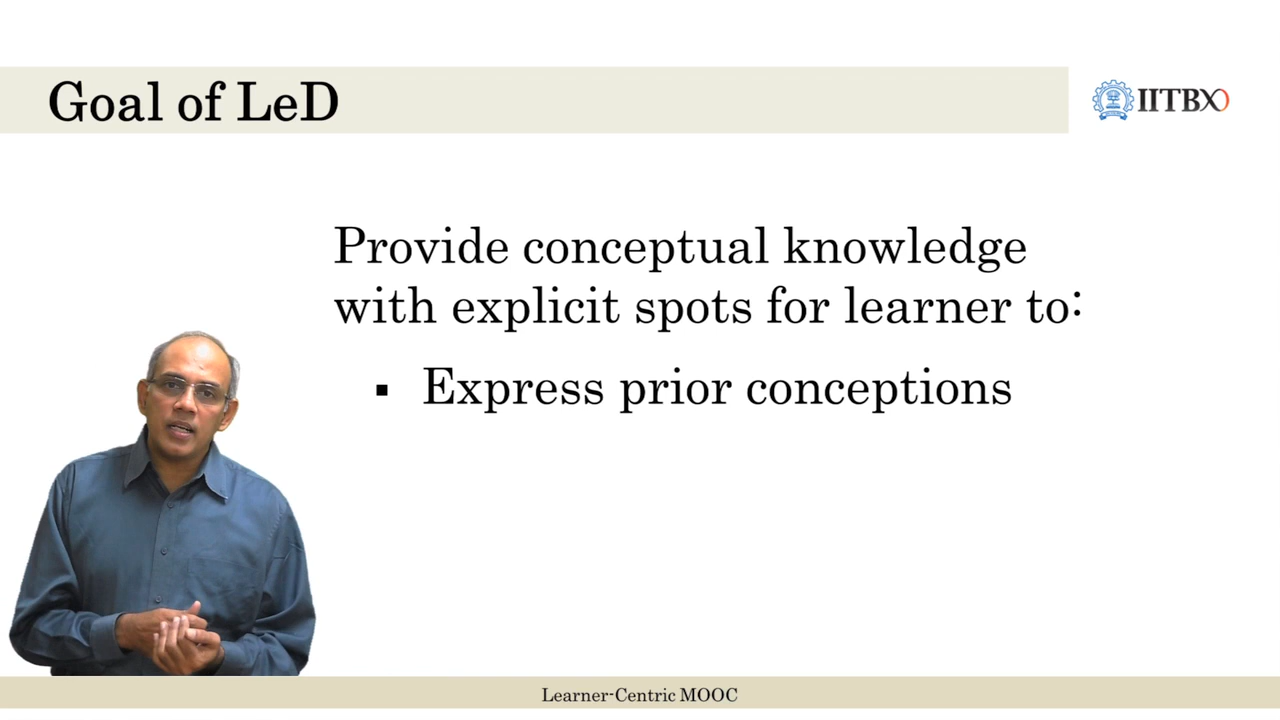 Goal of LeD
IITBX
Provide conceptual knowledge
with explicit spots for learner to:
▪ Express prior conceptions
Learner-Centric MOOC